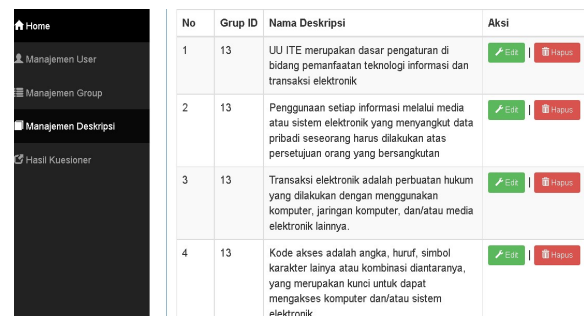 Home
Manajemen User
Manajemen Group
Manajemen Deskripsi
Hasil Kuesioner
No Grup ID Nama Deskripsi Aksi
1 13 UU ITE merupakan dasar pengaturan di Edit | Hapus
bidang pemanfaatan teknologi informasi dan
transaksi elektronik
2 13 Penggunaan setiap informasi melalui media Edit | Hapus
atau sistem elektronik yang menyangkut data
pribadi seseorang harus dilakukan atas
persetujuan orang yang bersangkutan
3 13 Transaksi elektronik adalah perbuatan hukum Edit | Hapus
yang dilakukan dengan menggunakan
komputer, jaringan komputer, dan/atau media
elektronik lainnya.
4 13 Kode akses adalah angka, huruf, simbol Edit | Hapus
karakter lainya atau kombinasi diantaranya,
yang merupakan kunci untuk dapat
mengakses komputer dan/atau sistem
elektronik